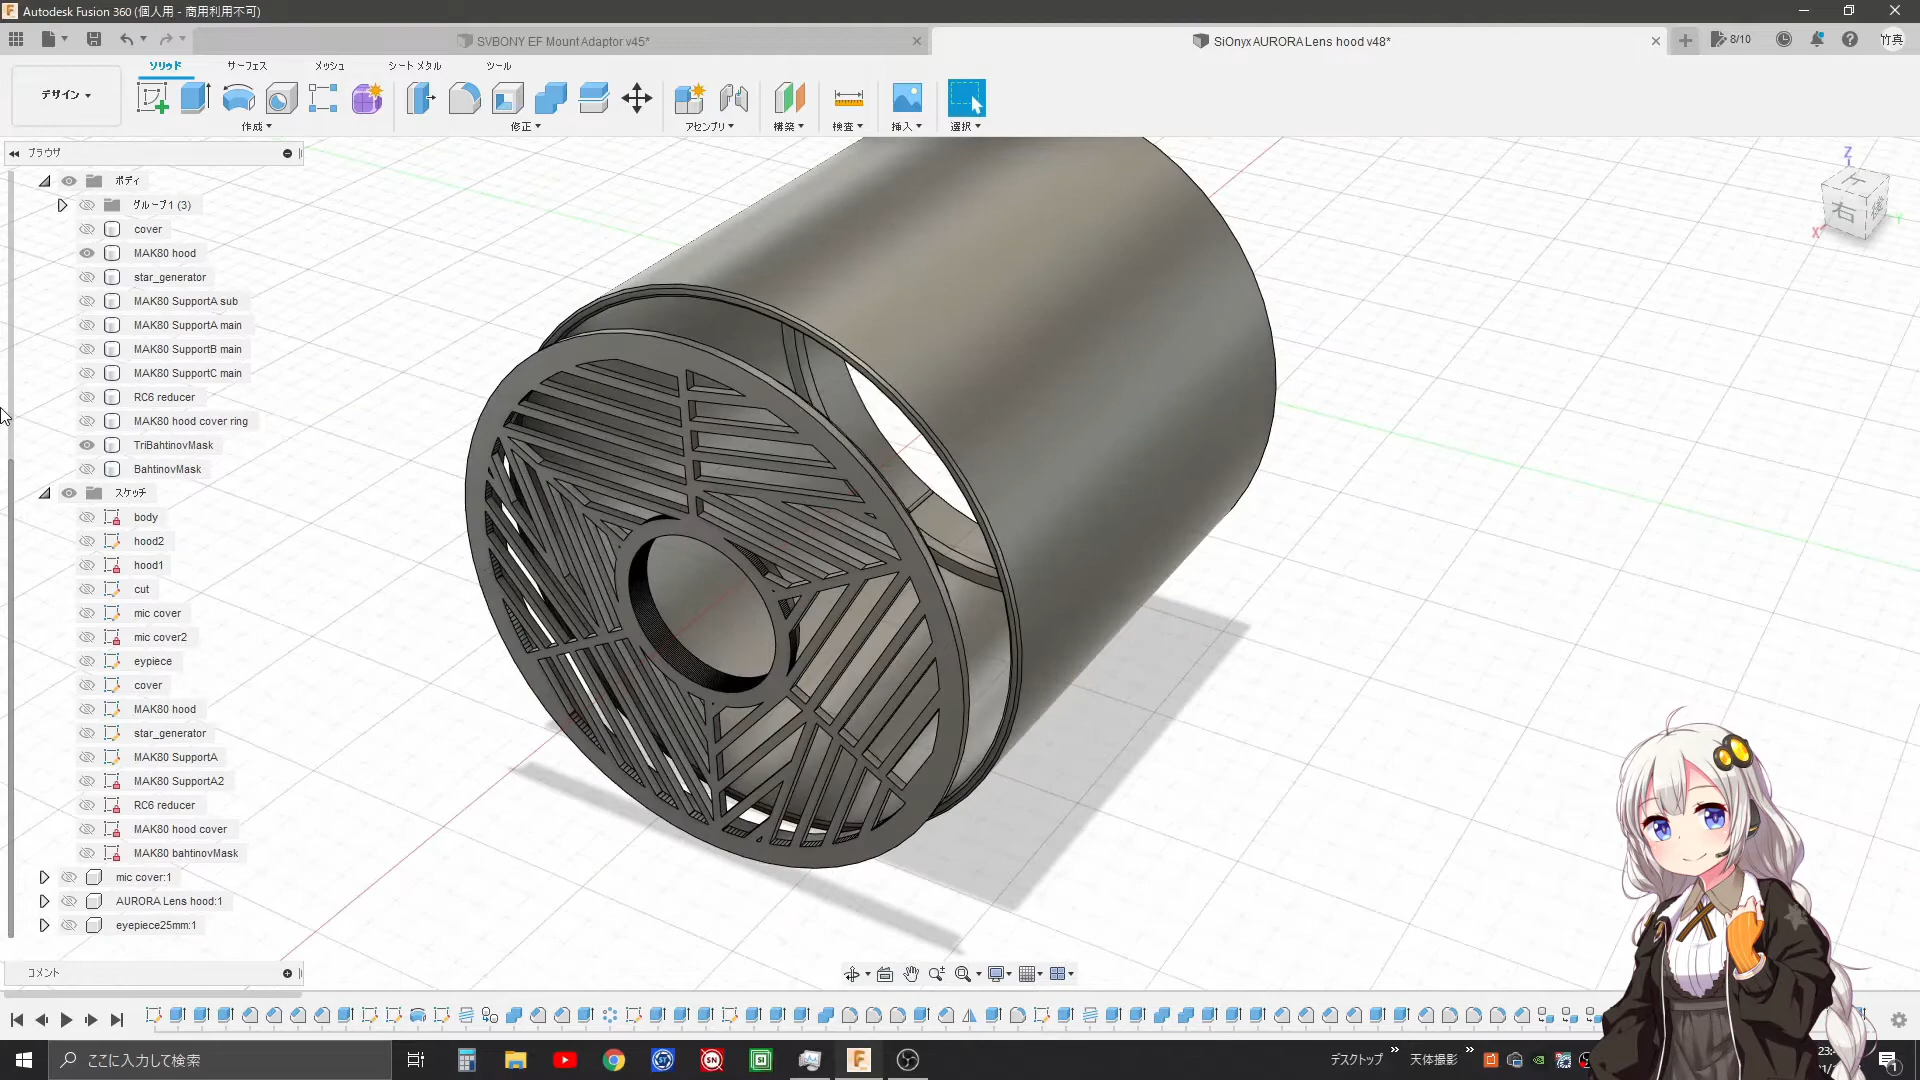 Autodesk Fusion 360 (個人用 - 商用利用不可)
SVBONY EF Mount Adaptor v45*
SiOnyx AURORA Lens hood v48*
8/10
竹真
デザイン
ソリッド
サーフェス
メッシュ
シート メタル
ツール
作成
修正
アセンブリ
構築
検査
挿入
選択
ブラウザ
ボディ
グループ1 (3)
cover
MAK80 hood
star_generator
MAK80 SupportA sub
MAK80 SupportA main
MAK80 SupportB main
MAK80 SupportC main
RC6 reducer
MAK80 hood cover ring
TriBahtinovMask
BahtinovMask
スケッチ
body
hood2
hood1
cut
mic cover
mic cover2
eypiece
cover
MAK80 hood
star_generator
MAK80 SupportA
MAK80 SupportA2
RC6 reducer
MAK80 hood cover
MAK80 bahtinovMask
mic cover:1
AURORA Lens hood:1
eyepiece25mm:1
コメント
Z
X
Y
上
右
ここに入力して検索
デスクトップ
天体撮影